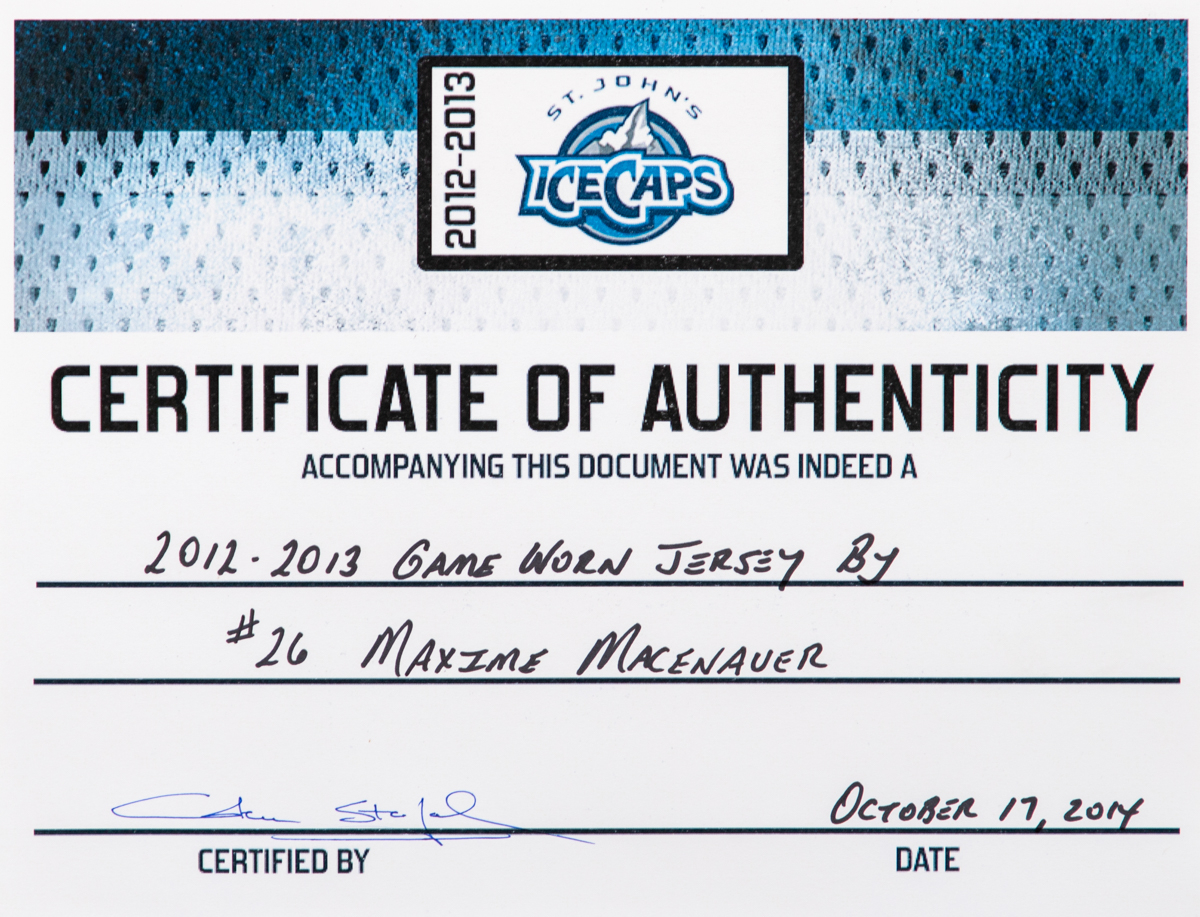 2012-2013
ST. JOHN'S
ICECAPS
CERTIFICATE OF AUTHENTICITY
ACCOMPANYING THIS DOCUMENT WAS INDEED A
2012-2013 GAME WORN JERSEY BY
#26 MAXIME MACENAUER
OCTOBER 17, 2014
CERTIFIED BY
DATE